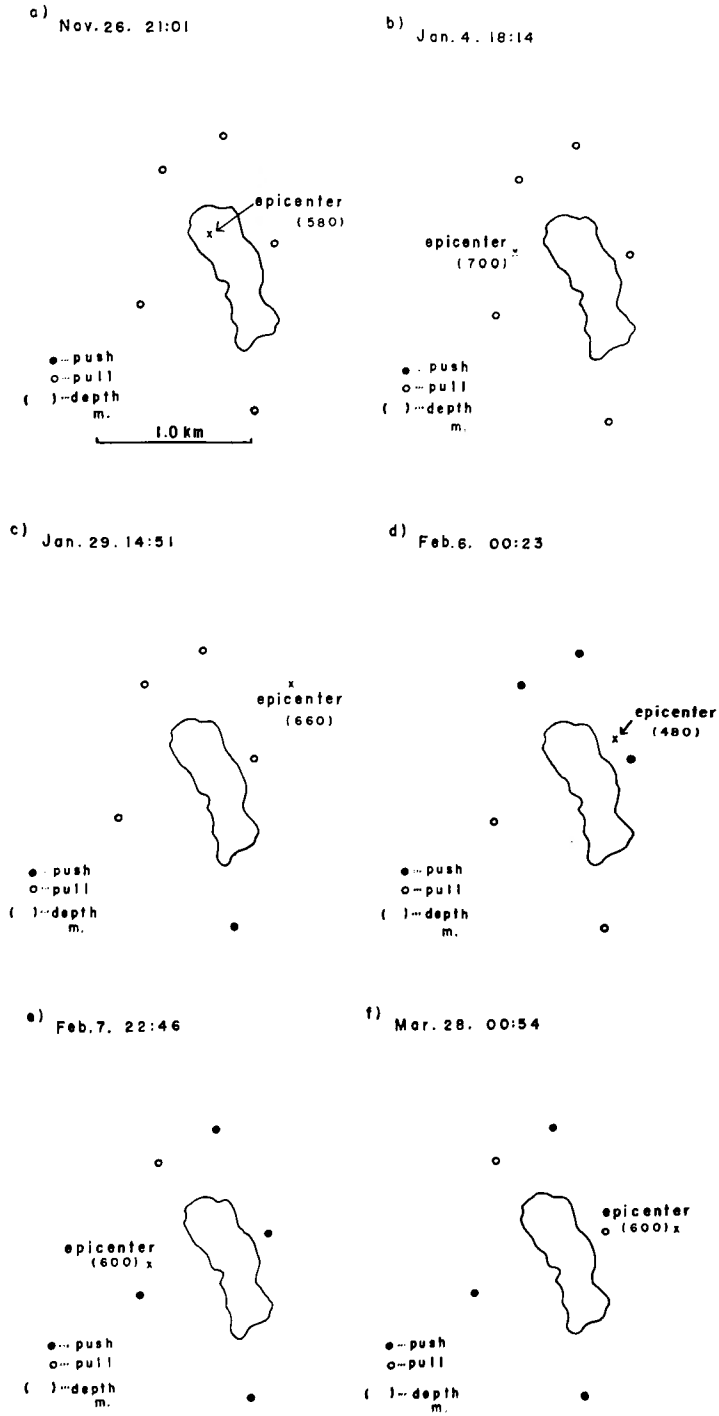 a) Nov. 26. 21:01
epicenter
(580)
●···push
○···pull
( )···depth
m.
1.0 km
b) Jan. 4. 18:14
epicenter
(700)
● · push
○···pull
( )···depth
m.
c) Jan. 29. 14:51
epicenter
(660)
●···push
○···pull
( )···depth
m.
d) Feb. 6. 00:23
epicenter
(480)
●···push
○···pull
( )···depth
m.
e) Feb. 7. 22:46
epicenter
(600) x
●···push
○···pull
( )···depth
m.
f) Mar. 28. 00:54
epicenter
(600) x
●···push
○···pull
( )···depth
m.